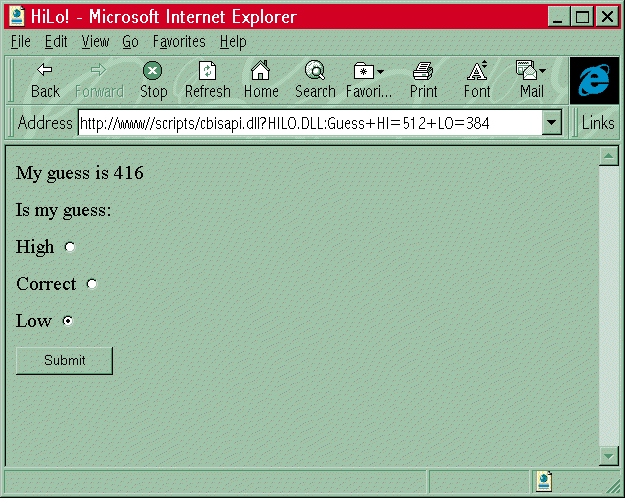 HiLo! - Microsoft Internet Explorer
File Edit View Go Favorites Help
Back Forward Stop Refresh Home Search Favori... Print Font Mail
Address http://www//scripts/cbisapi.dll?HILO.DLL:Guess+HI=512+LO=384 Links
My guess is 416
Is my guess:
High
Correct
Low
Submit